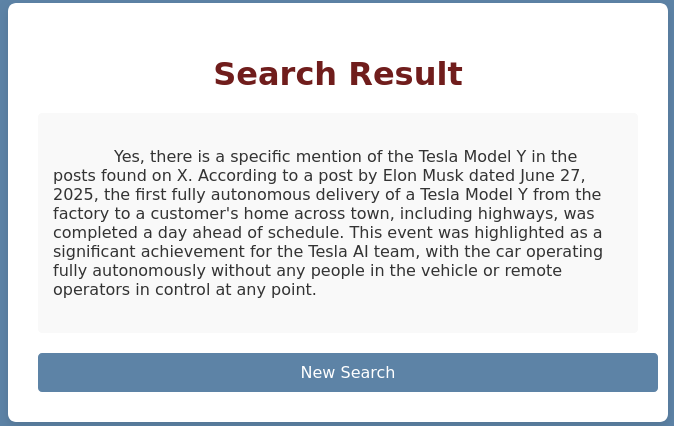 Search Result
Yes, there is a specific mention of the Tesla Model Y in the
posts found on X. According to a post by Elon Musk dated June 27,
2025, the first fully autonomous delivery of a Tesla Model Y from the
factory to a customer's home across town, including highways, was
completed a day ahead of schedule. This event was highlighted as a
significant achievement for the Tesla AI team, with the car operating
fully autonomously without any people in the vehicle or remote
operators in control at any point.
New Search